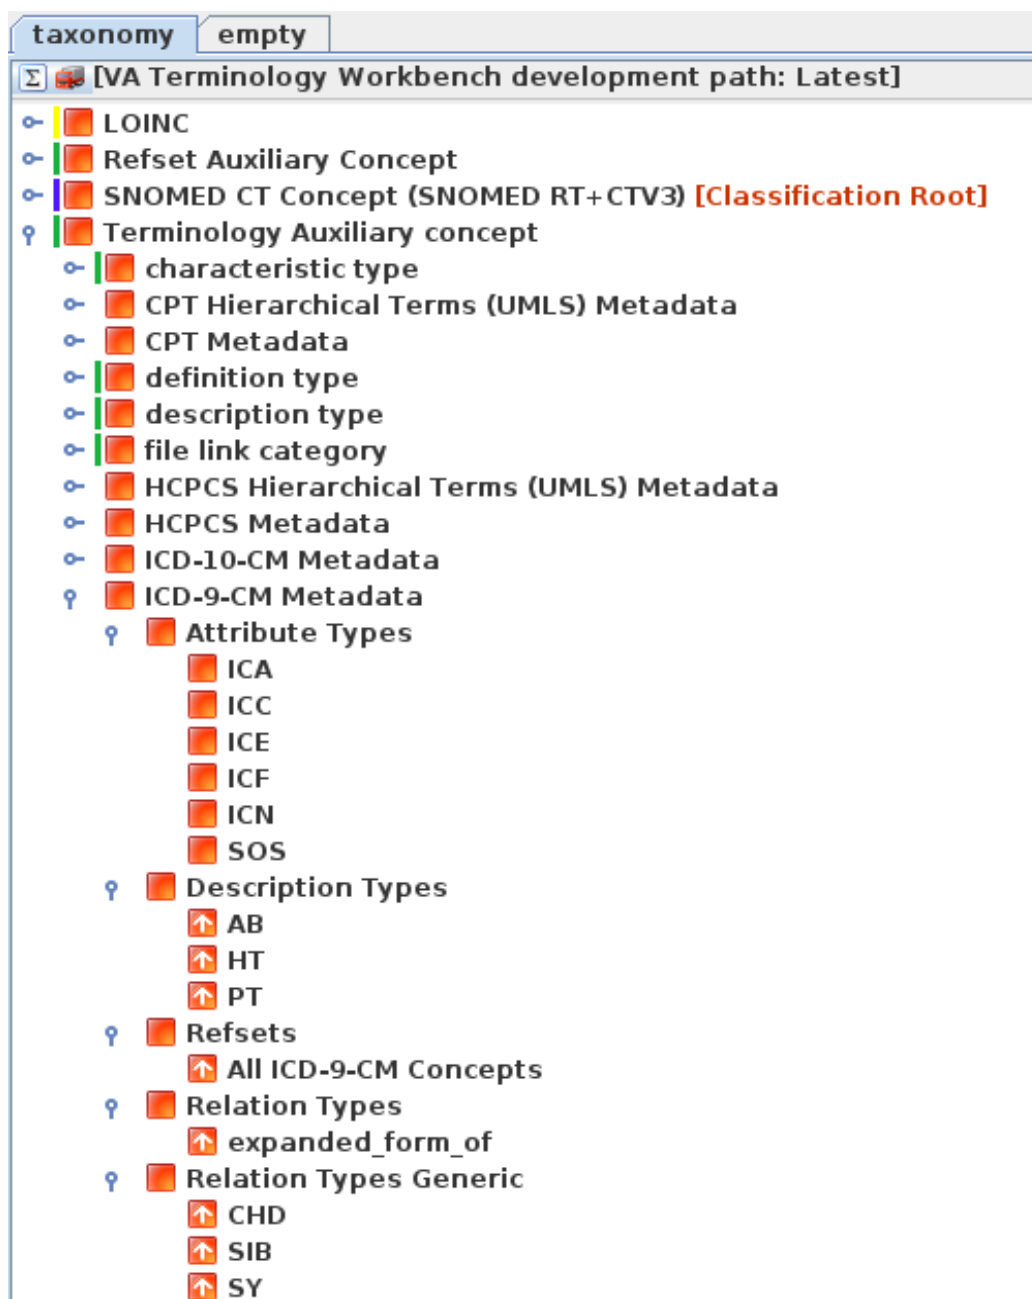 taxonomy empty
Σ [VA Terminology Workbench development path: Latest]
LOINC
Refset Auxiliary Concept
SNOMED CT Concept (SNOMED RT+CTV3) [Classification Root]
Terminology Auxiliary concept
characteristic type
CPT Hierarchical Terms (UMLS) Metadata
CPT Metadata
definition type
description type
file link category
HCPCS Hierarchical Terms (UMLS) Metadata
HCPCS Metadata
ICD-10-CM Metadata
ICD-9-CM Metadata
Attribute Types
ICA
ICC
ICE
ICF
ICN
SOS
Description Types
AB
HT
PT
Refsets
All ICD-9-CM Concepts
Relation Types
expanded_form_of
Relation Types Generic
CHD
SIB
SY